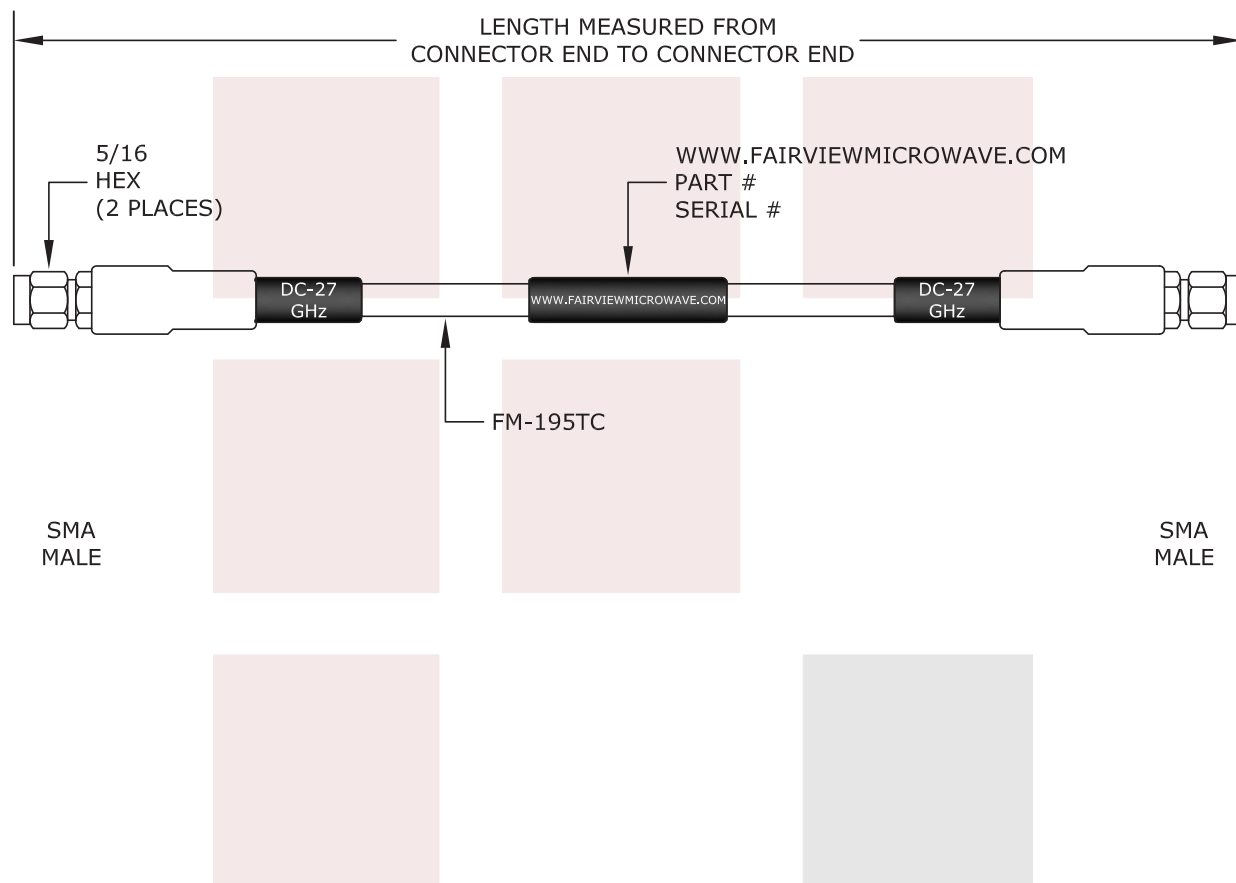 LENGTH MEASURED FROM
CONNECTOR END TO CONNECTOR END
5/16
HEX
(2 PLACES)
WWW.FAIRVIEWMICROWAVE.COM
PART #
SERIAL #
DC-27
GHz
WWW.FAIRVIEWMICROWAVE.COM
DC-27
GHz
FM-195TC
SMA
MALE
SMA
MALE